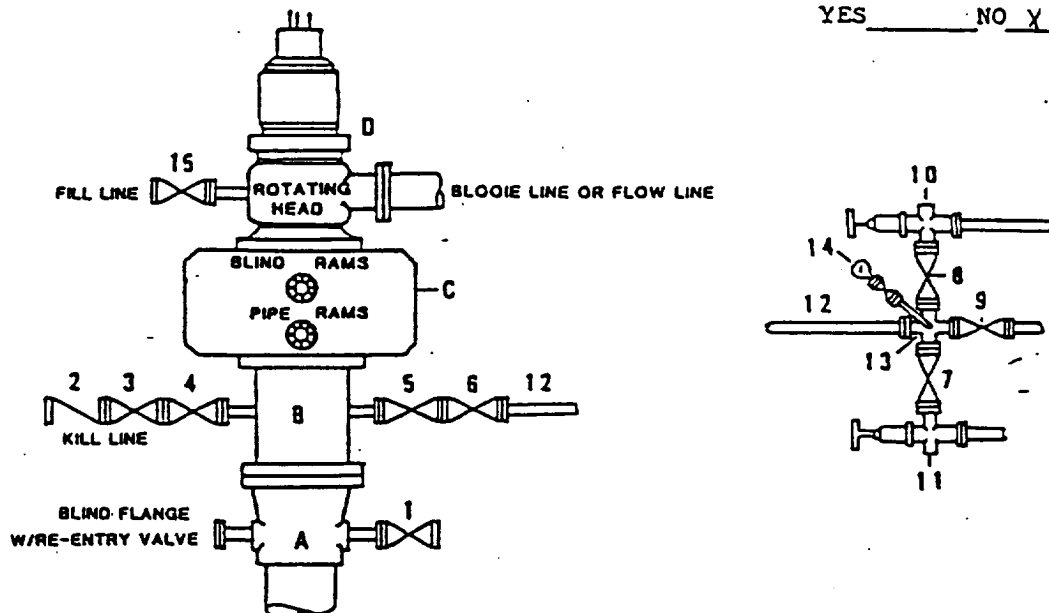 YES NO X
D
15
FILL LINE
ROTATING
HEAD
BLOOIE LINE OR FLOW LINE
BLIND RAMS
C
PIPE RAMS
2 3 4
B
5 6 12
KILL LINE
BLIND FLANGE
W/RE-ENTRY VALVE
A
1
10
14
8
12
9
13
7
11